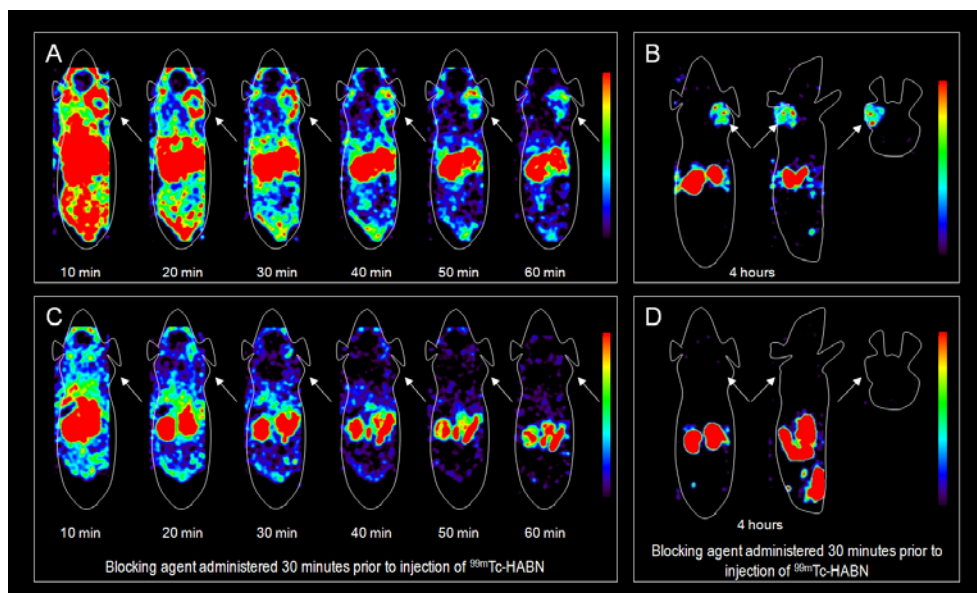 A
B
10 min 20 min 30 min 40 min 50 min 60 min
4 hours
C
D
10 min 20 min 30 min 40 min 50 min 60 min
4 hours
Blocking agent administered 30 minutes prior to injection of ⁹⁹ᵐTc-HABN
Blocking agent administered 30 minutes prior to
injection of ⁹⁹ᵐTc-HABN